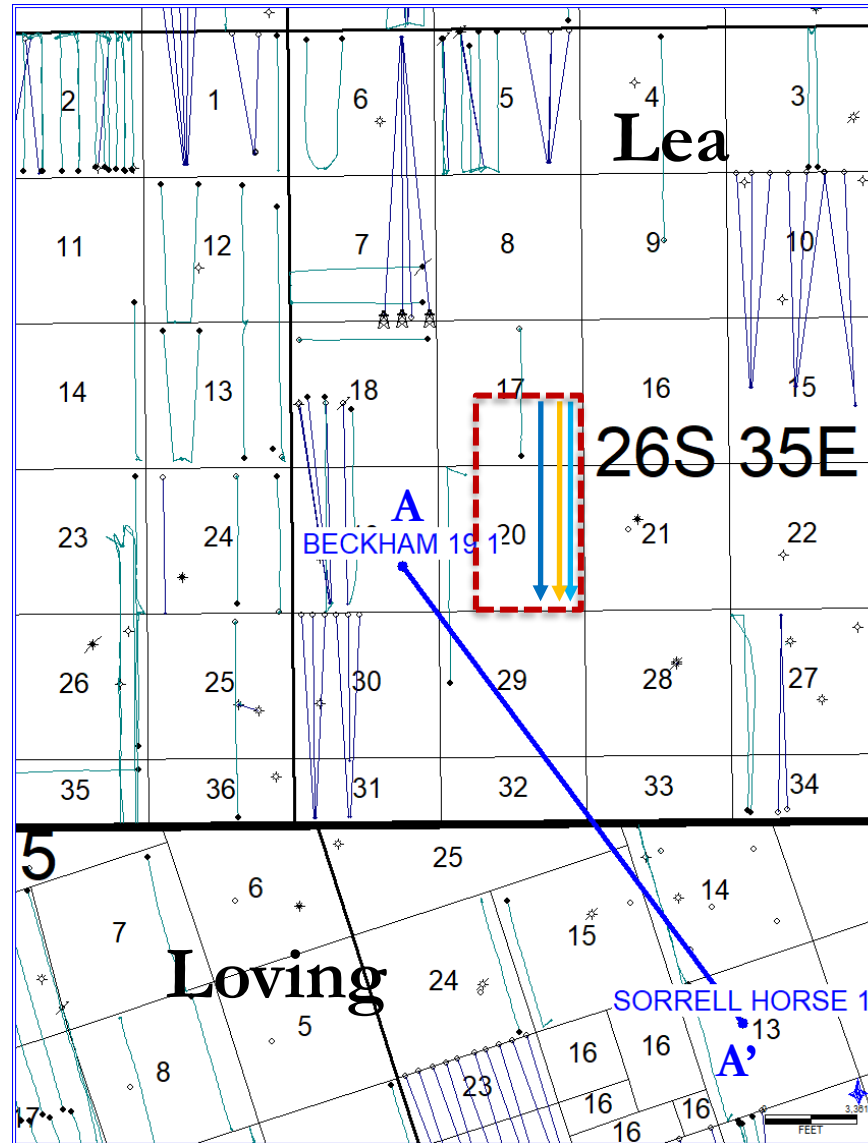 2 1 6 5 4 3
Lea
11 12 7 8 9 10
14 13 18 17 16 15
26S 35E
A
23 24 20 21 22
BECKHAM 19 1
26 25 30 29 28 27
35 36 31 32 33 34
5
6 25 14
7 15
Loving
24
SORRELL HORSE 1
5 16 16 13
A’
8 23
17 16 16
16
FEET